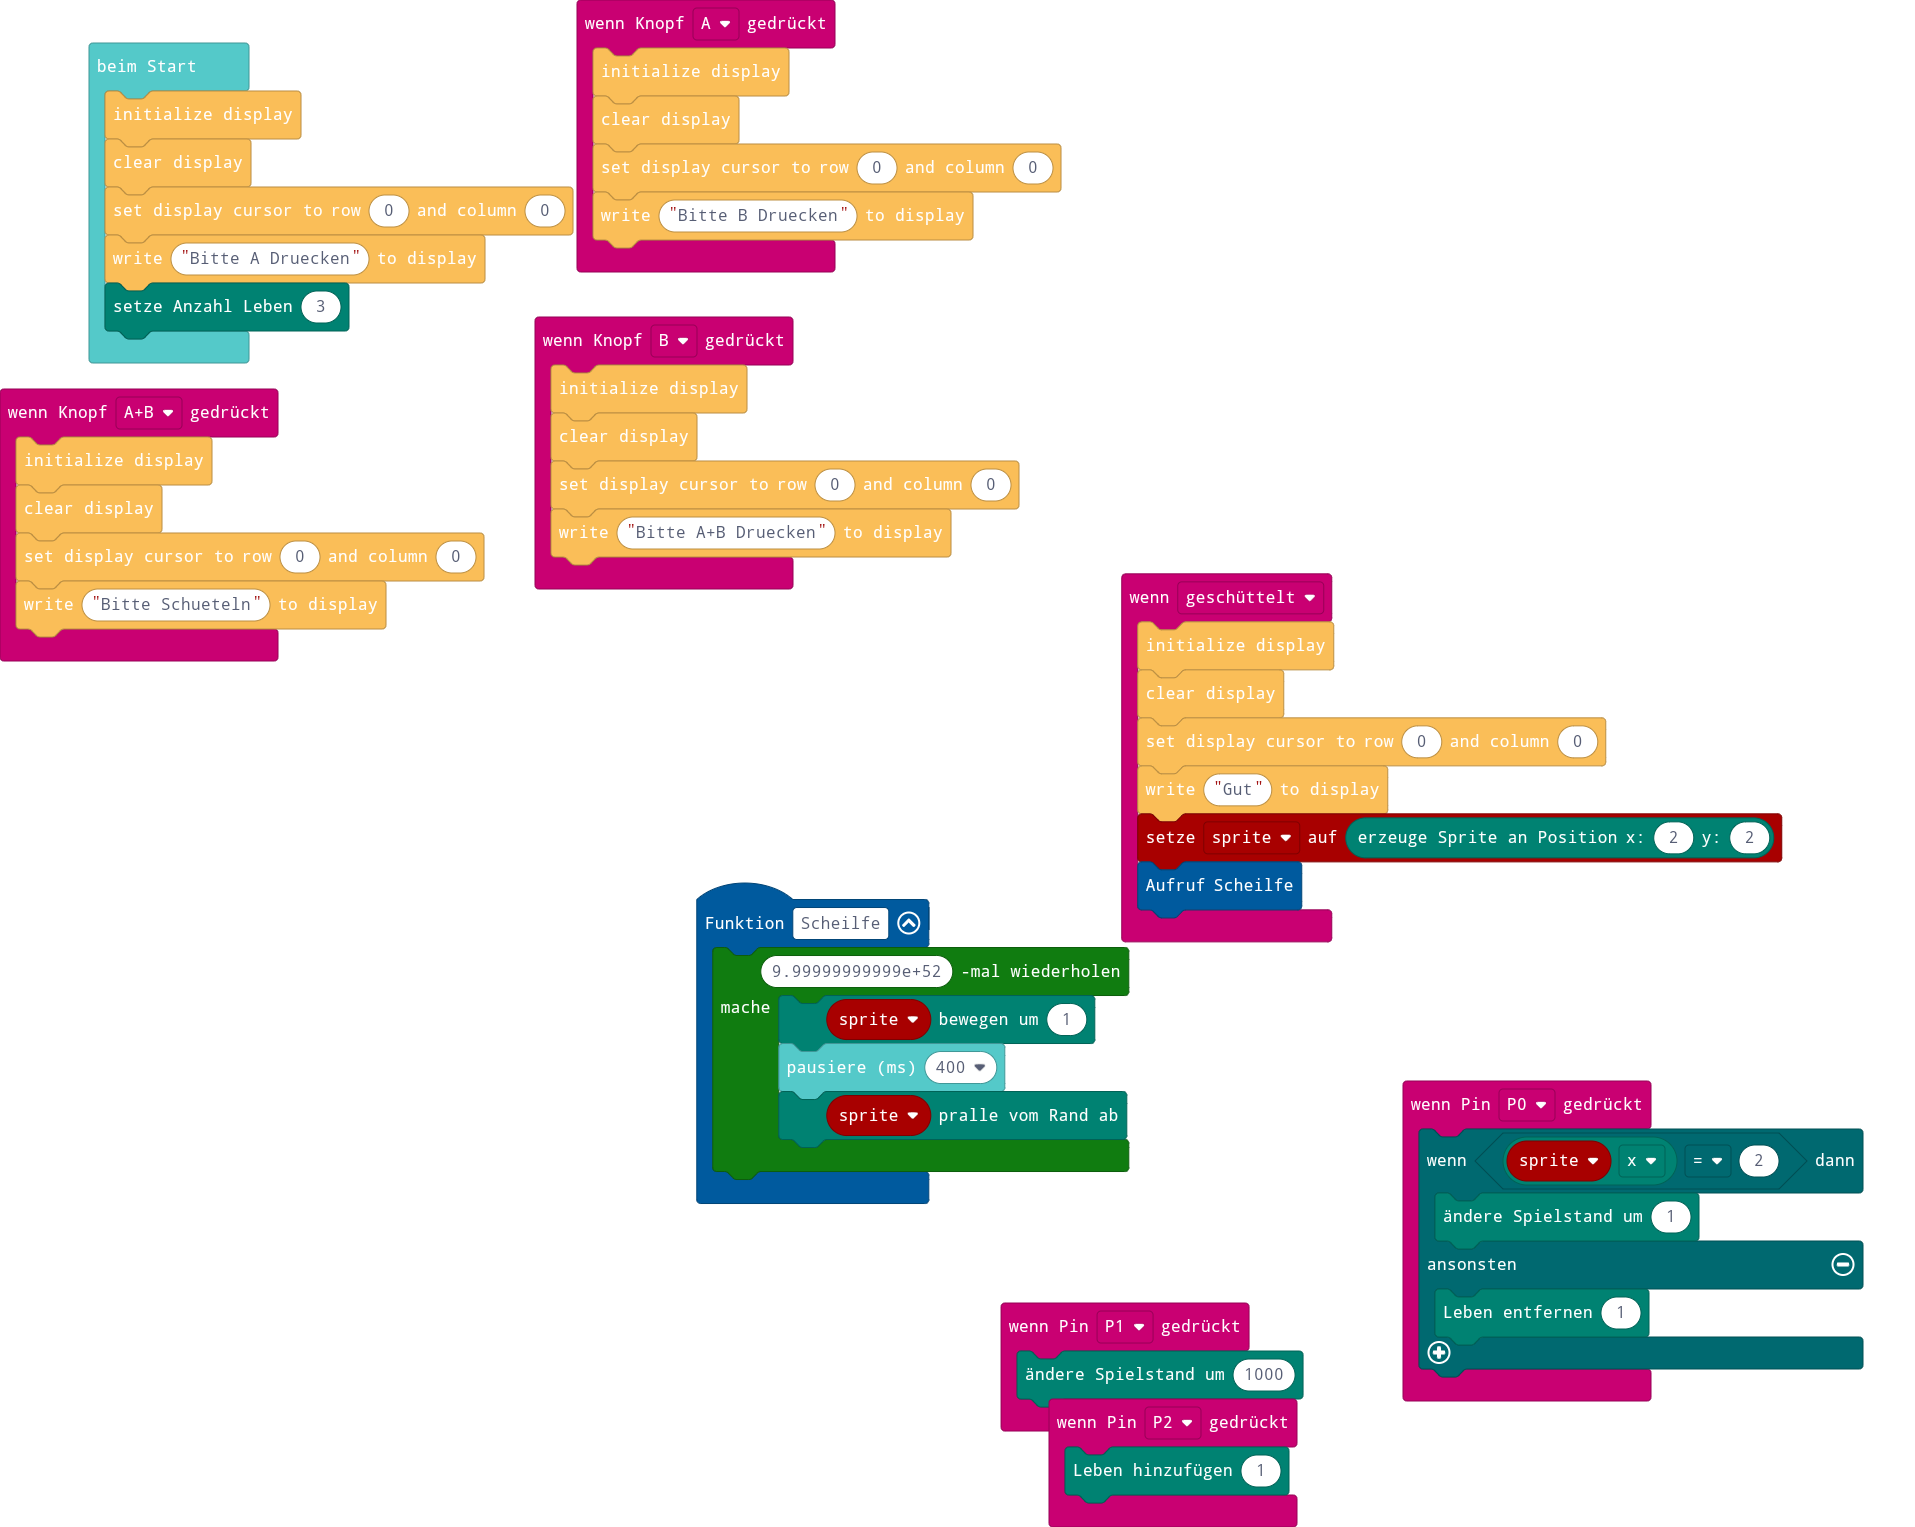 beim Start
initialize display
clear display
set display cursor to row 0 and column 0
write "Bitte A Druecken" to display
setze Anzahl Leben 3
wenn Knopf A gedrückt
initialize display
clear display
set display cursor to row 0 and column 0
write "Bitte B Druecken" to display
wenn Knopf B gedrückt
initialize display
clear display
set display cursor to row 0 and column 0
write "Bitte A+B Druecken" to display
wenn Knopf A+B gedrückt
initialize display
clear display
set display cursor to row 0 and column 0
write "Bitte Schueteln" to display
wenn geschüttelt
initialize display
clear display
set display cursor to row 0 and column 0
write "Gut" to display
setze sprite auf erzeuge Sprite an Position x: 2 y: 2
Aufruf Scheilfe
Funktion Scheilfe
9.99999999999e+52 -mal wiederholen
mache
sprite bewegen um 1
pausiere (ms) 400
sprite pralle vom Rand ab
wenn Pin P0 gedrückt
wenn sprite x = 2 dann
ändere Spielstand um 1
ansonsten
Leben entfernen 1
wenn Pin P1 gedrückt
ändere Spielstand um 1000
wenn Pin P2 gedrückt
Leben hinzufügen 1